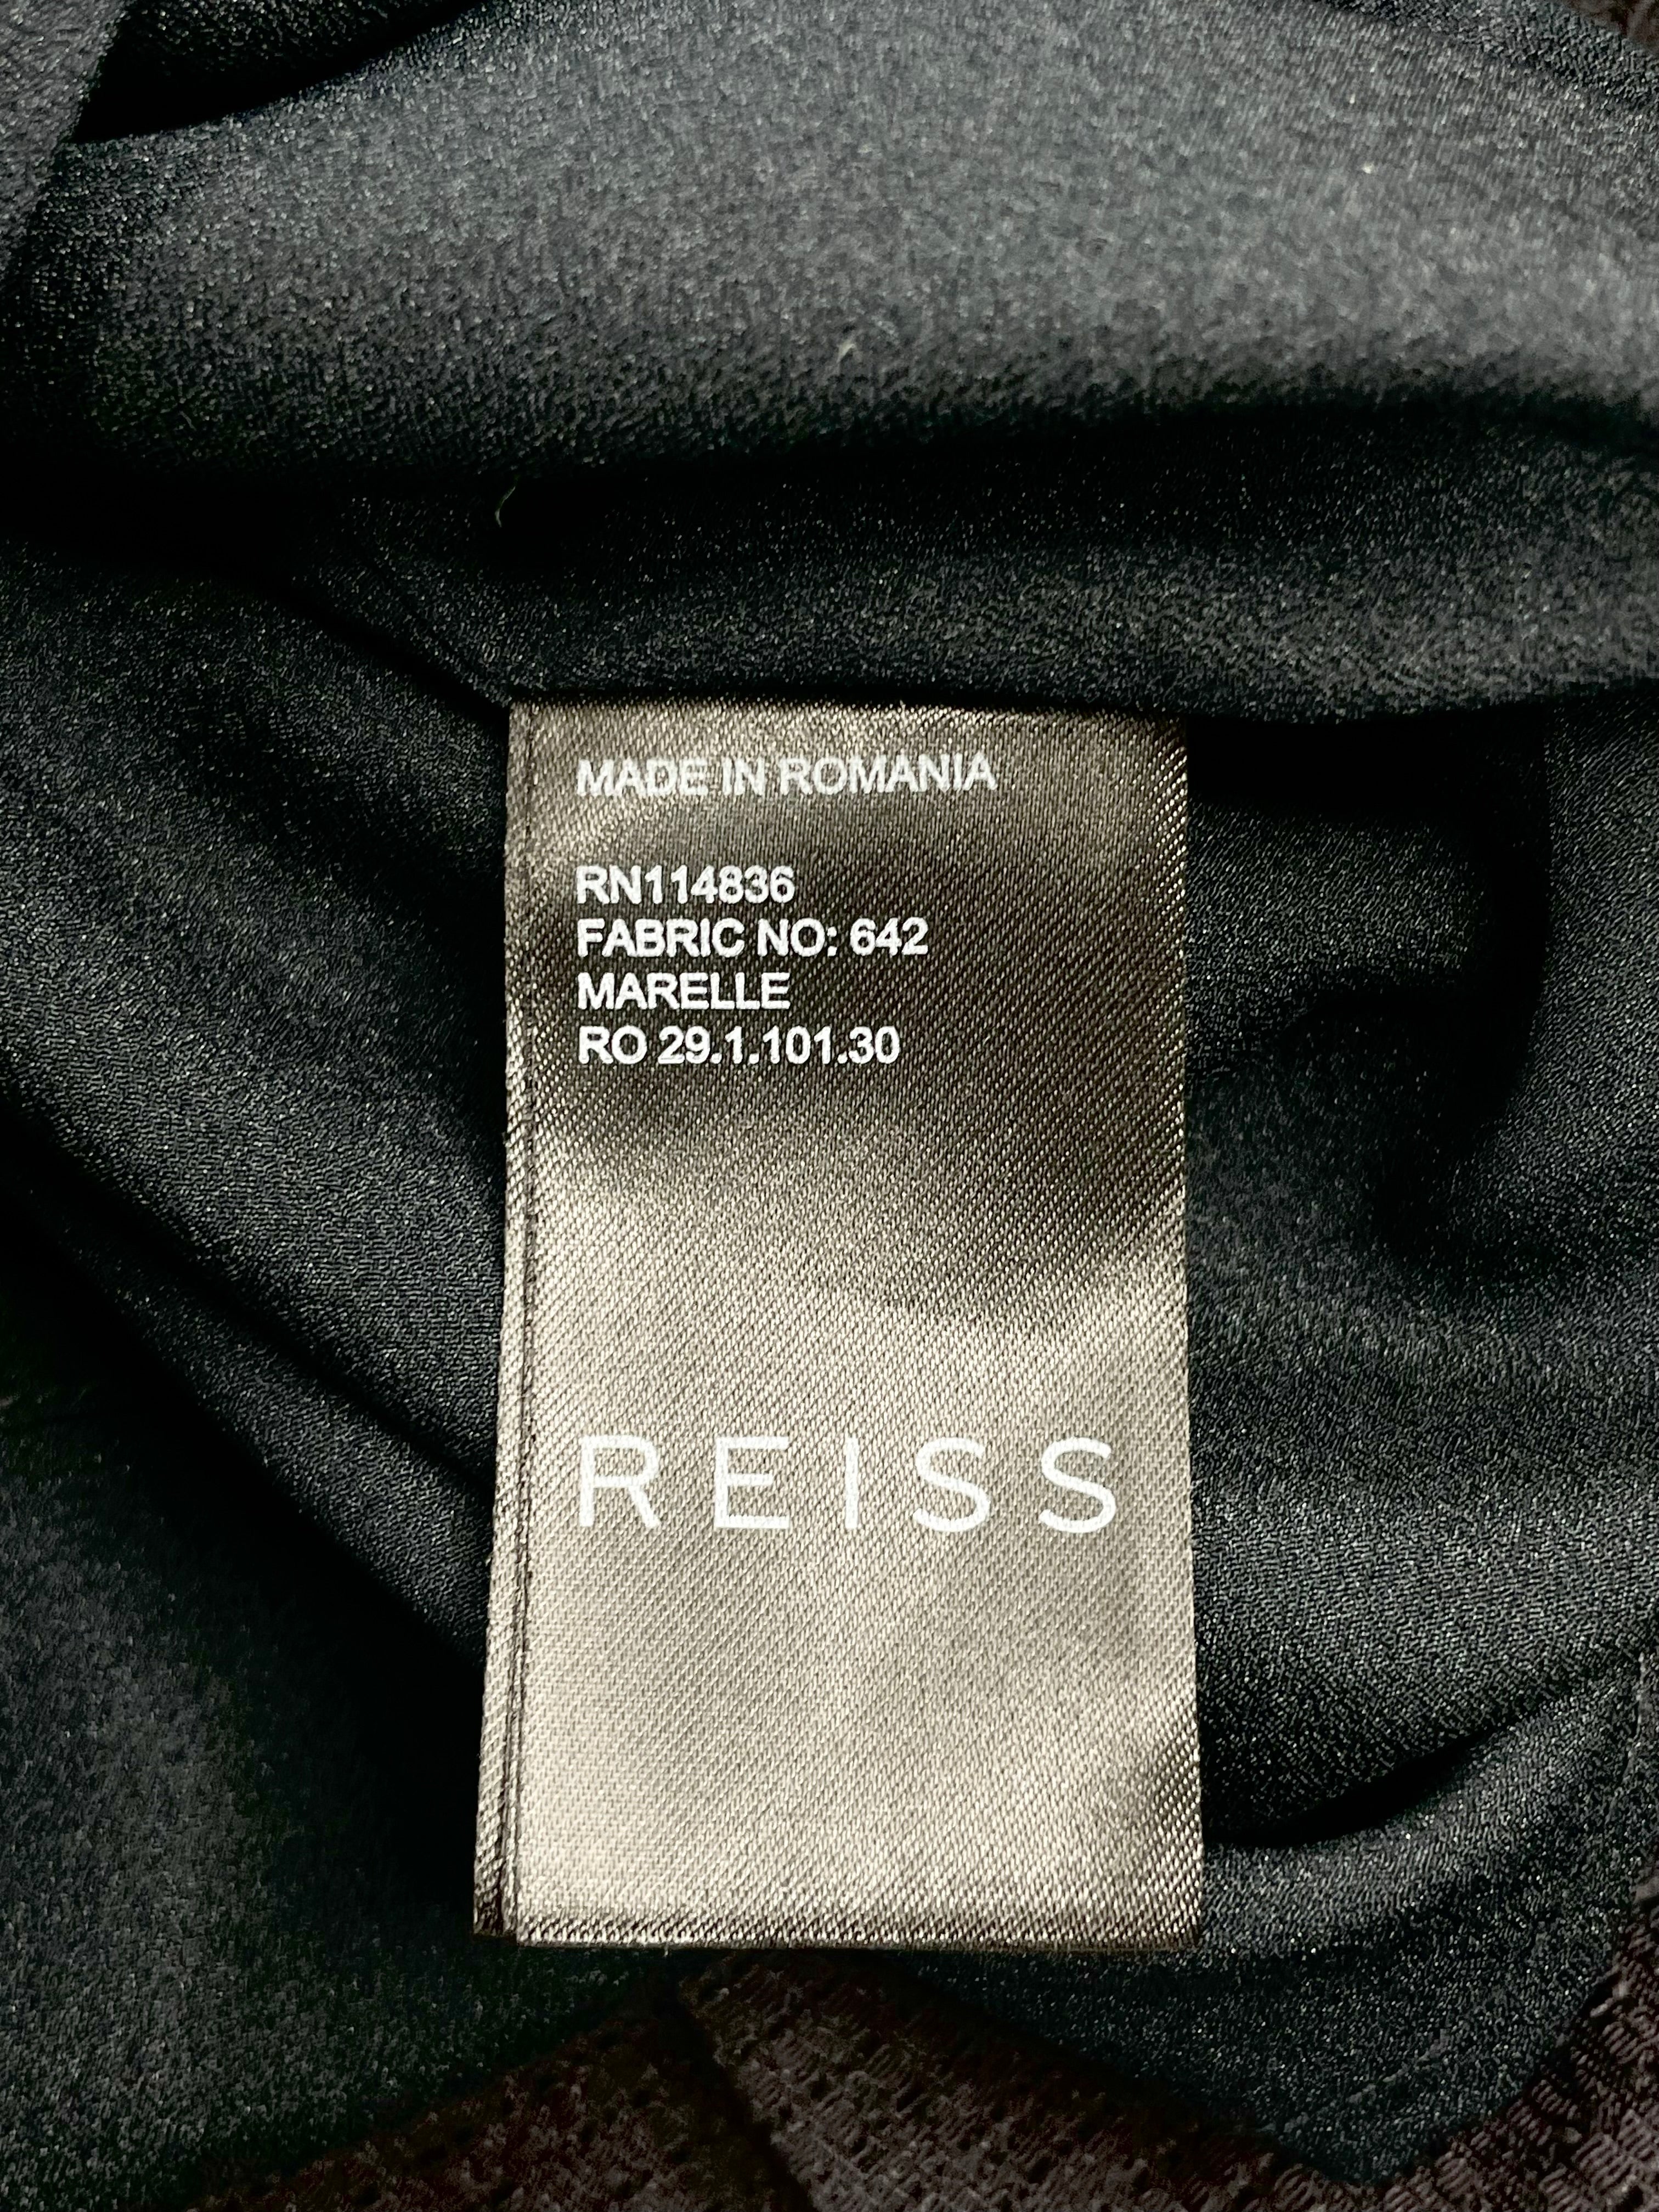 MADE IN ROMANIA
RN114836
FABRIC NO: 642
MARELLE
RO 29.1.101.30
REISS